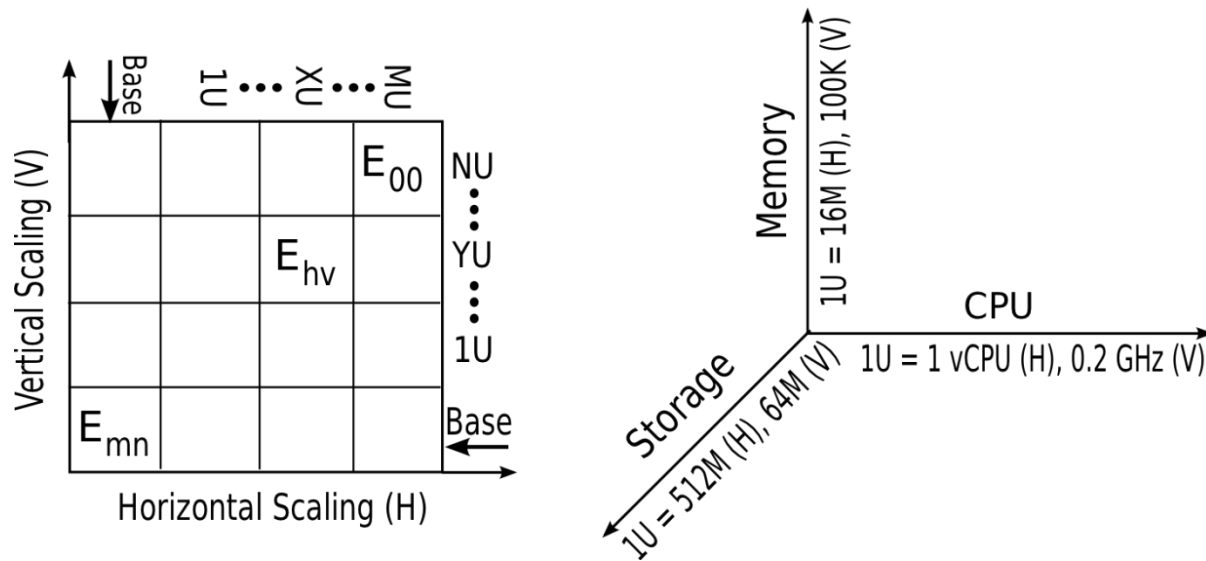 Base
1U ••• XU ••• MU
Vertical Scaling (V)
E00
NU
Ehv
YU
1U
Emn
Base
Horizontal Scaling (H)
Memory
1U = 16M (H), 100K (V)
CPU
1U = 1 vCPU (H), 0.2 GHz (V)
Storage
1U = 512M (H), 64M (V)